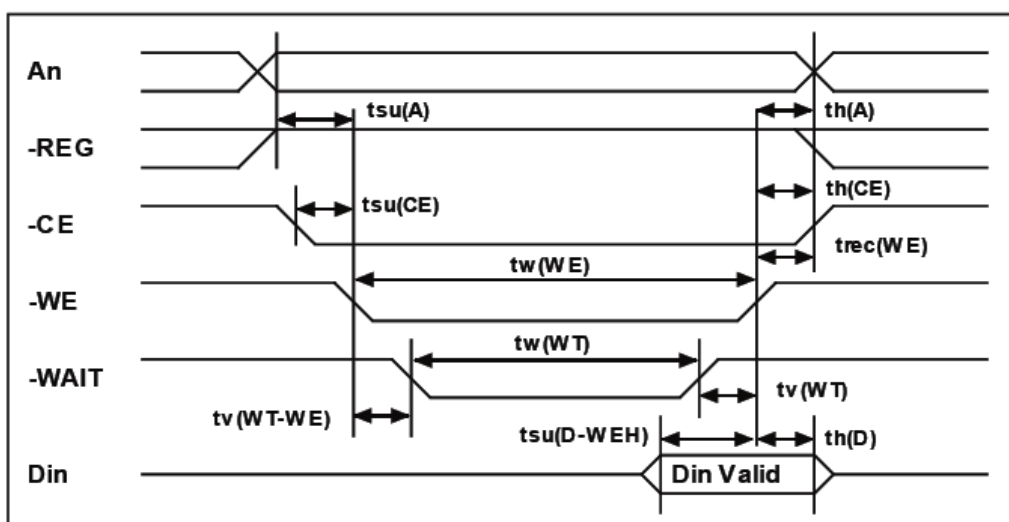 An
tsu(A)
th(A)
-REG
tsu(CE)
th(CE)
-CE
trec(WE)
tw(WE)
-WE
tw(WT)
-WAIT
tv(WT-WE)
tv(WT)
tsu(D-WEH)
th(D)
Din
Din Valid